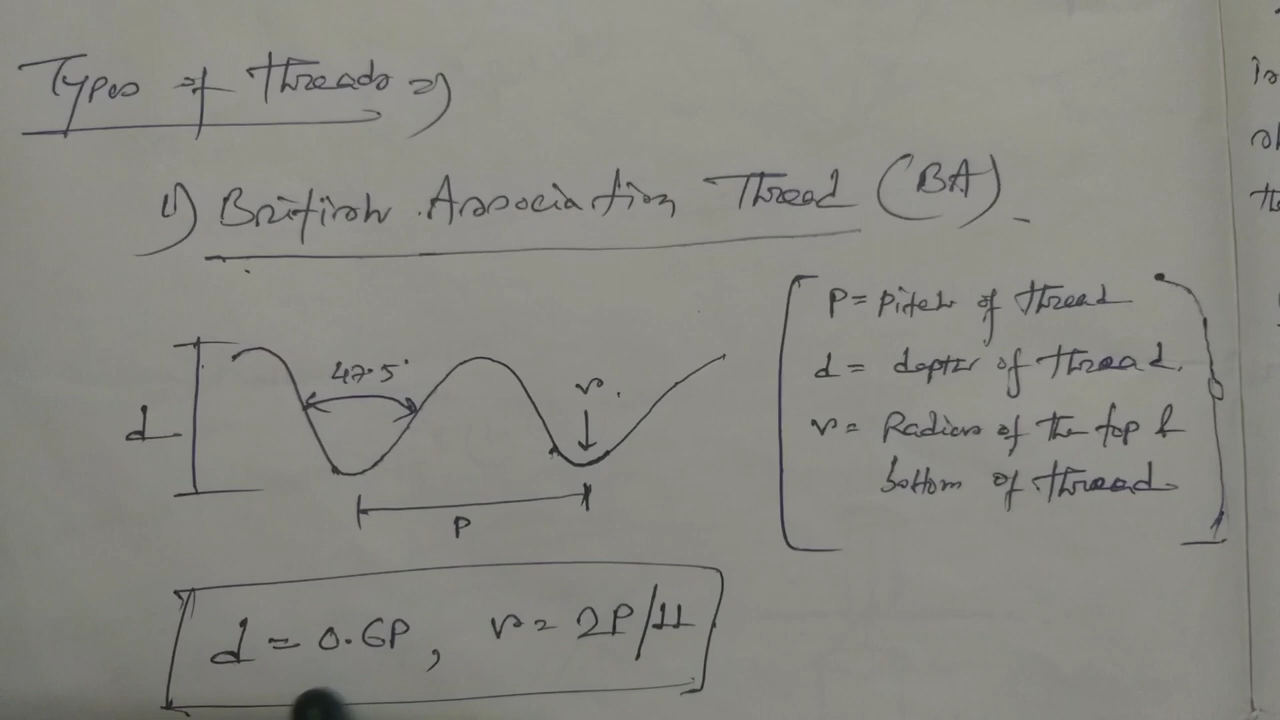 Types of threads =>
1) British Association Thread (BA)
P = pitch of thread
d = depth of thread.
r = Radius of the top &
bottom of thread.
47.5°
r.
d
P
d = 0.6P, r = 2P/11